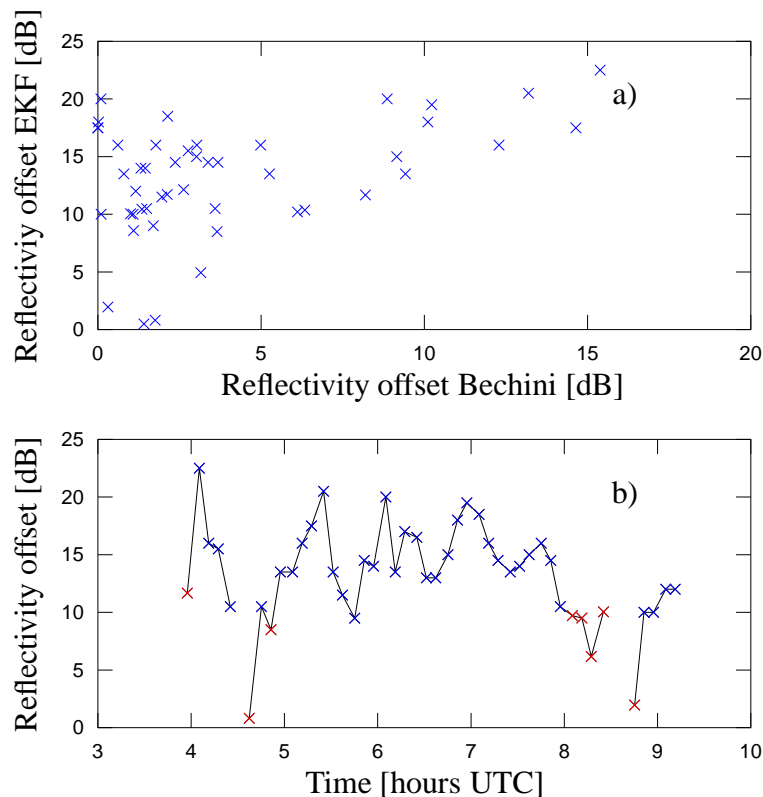 25
20
15
10
5
0
Reflectiviy offset EKF [dB]
a)
0 5 10 15 20
Reflectivity offset Bechini [dB]
25
20
15
10
5
0
Reflectivity offset [dB]
b)
3 4 5 6 7 8 9 10
Time [hours UTC]